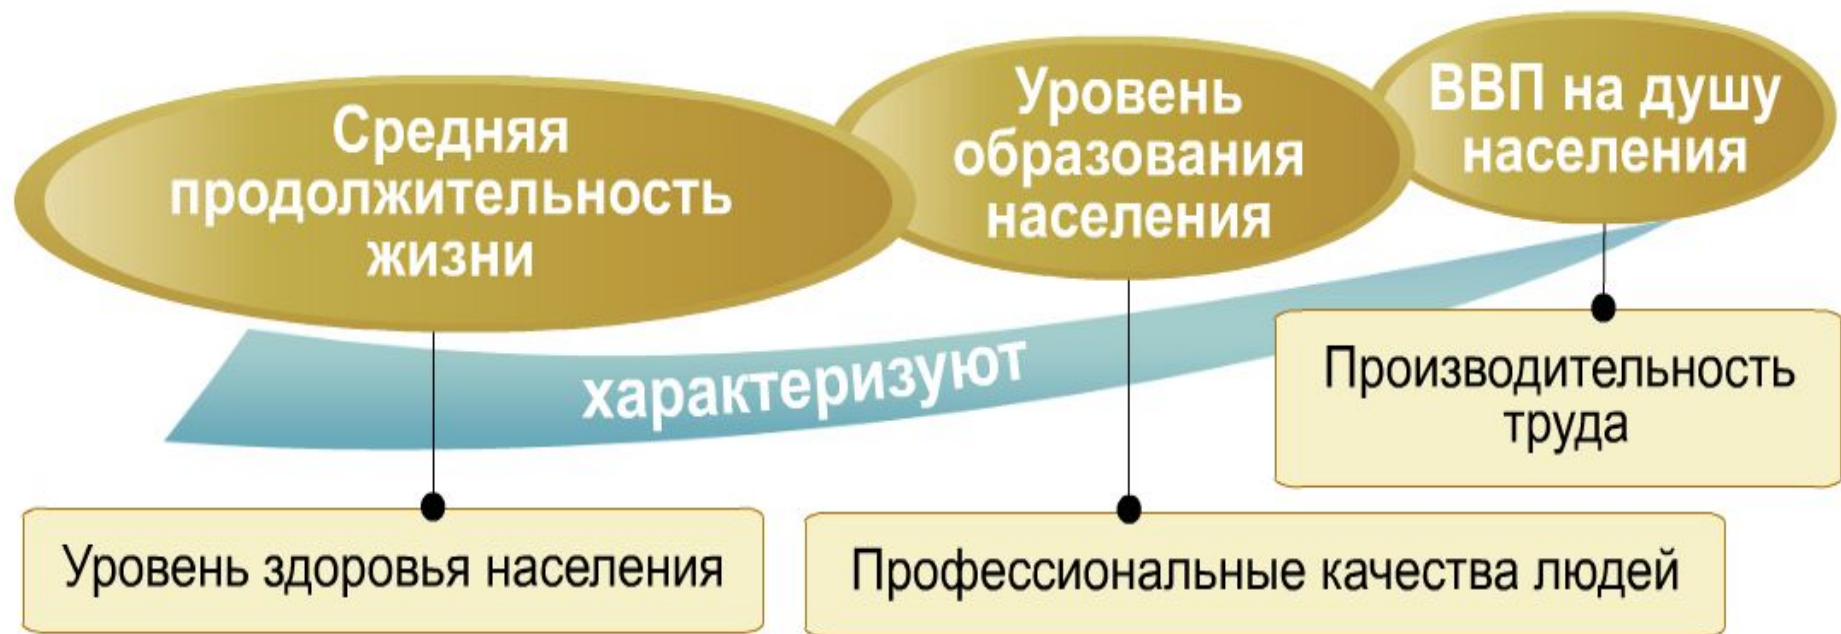 Средняя
продолжительность
жизни
Уровень
образования
населения
ВВП на душу
населения
характеризуют
Производительность
труда
Уровень здоровья населения
Профессиональные качества людей